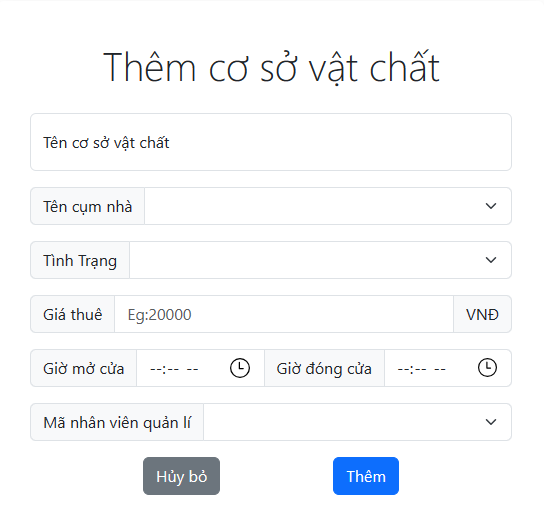 Thêm cơ sở vật chất
Tên cơ sở vật chất
Tên cụm nhà
Tình Trạng
Giá thuê Eg:20000 VNĐ
Giờ mở cửa --:-- -- Giờ đóng cửa --:-- --
Mã nhân viên quản lí
Hủy bỏ Thêm